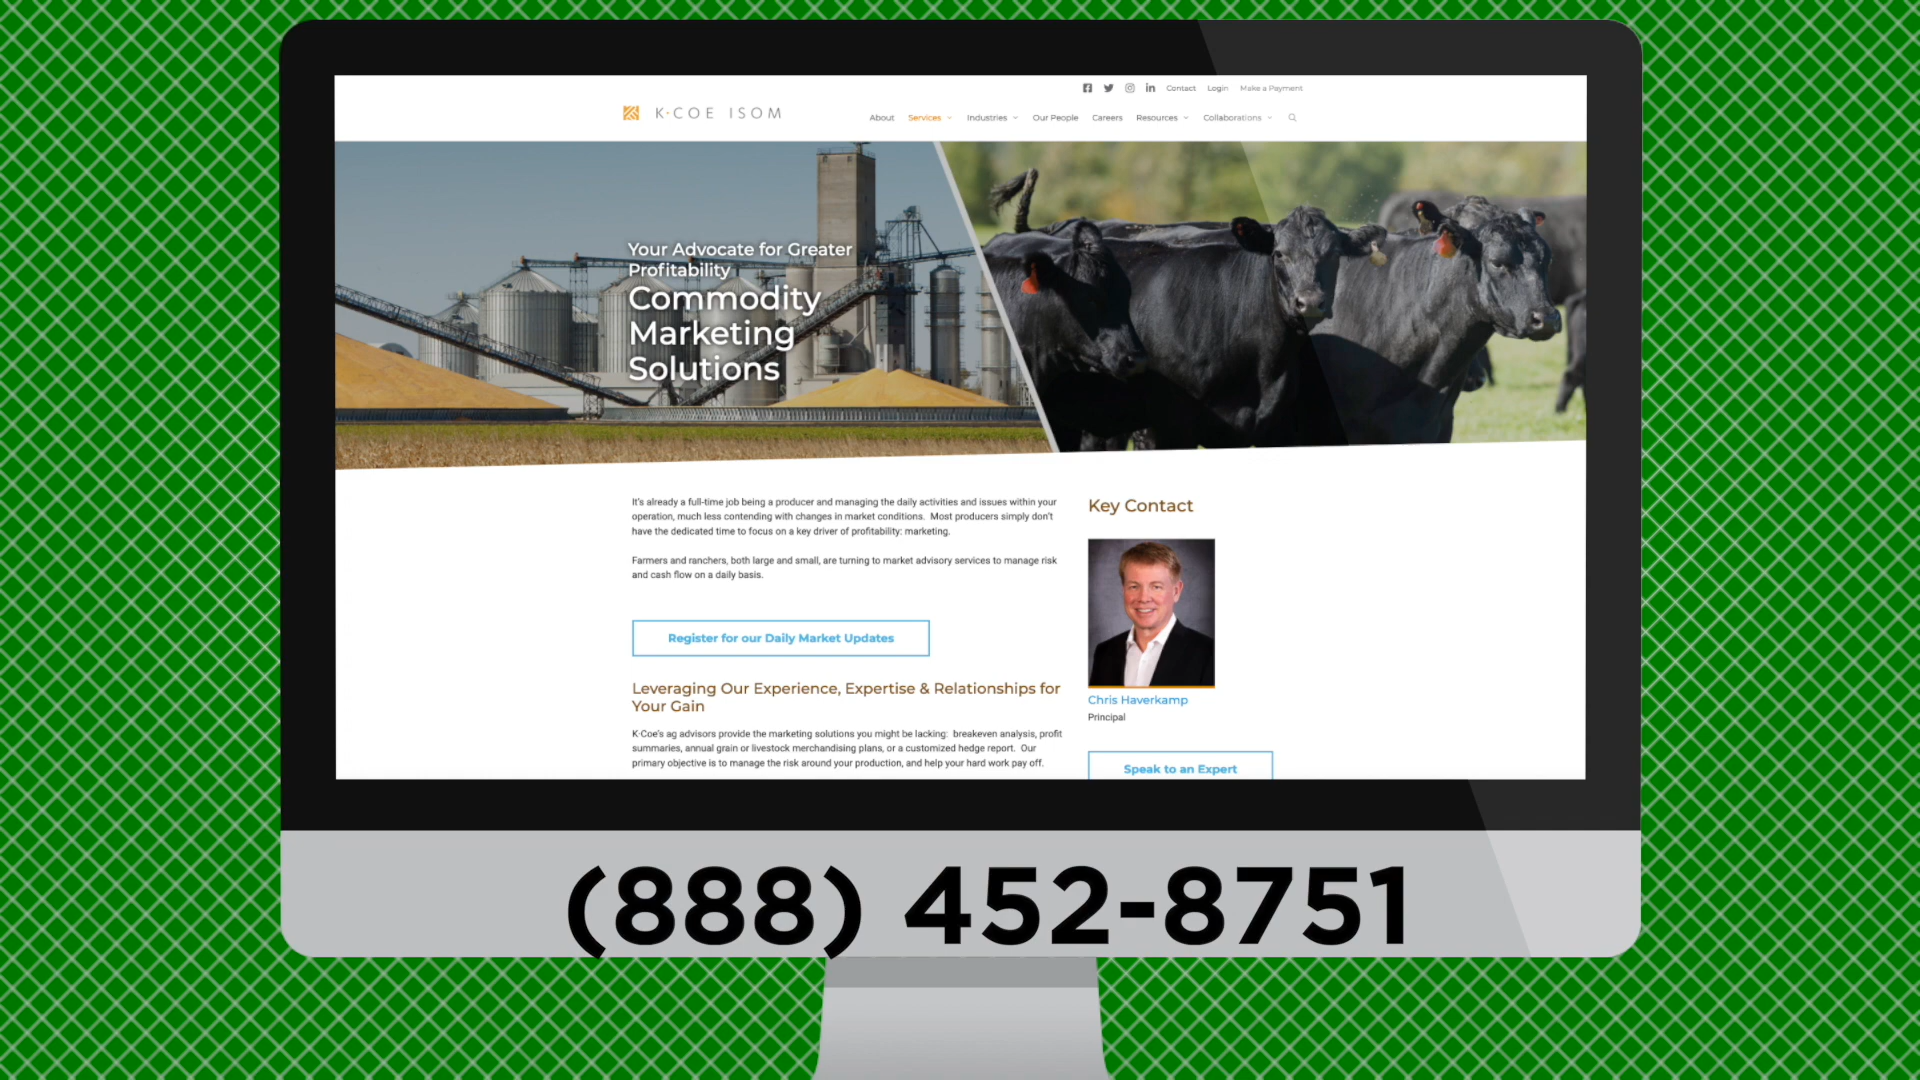 Contact Login Make a Payment
K·COE ISOM
About Services Industries Our People Careers Resources Collaborations
Your Advocate for Greater
Profitability
Commodity
Marketing
Solutions
It's already a full-time job being a producer and managing the daily activities and issues within your
operation, much less contending with changes in market conditions. Most producers simply don't
have the dedicated time to focus on a key driver of profitability: marketing.
Farmers and ranchers, both large and small, are turning to market advisory services to manage risk
and cash flow on a daily basis.
Register for our Daily Market Updates
Leveraging Our Experience, Expertise & Relationships for
Your Gain
K·Coe's ag advisors provide the marketing solutions you might be lacking: breakeven analysis, profit
summaries, annual grain or livestock merchandising plans, or a customized hedge report. Our
primary objective is to manage the risk around your production, and help your hard work pay off.
Key Contact
Chris Haverkamp
Principal
Speak to an Expert
(888) 452-8751